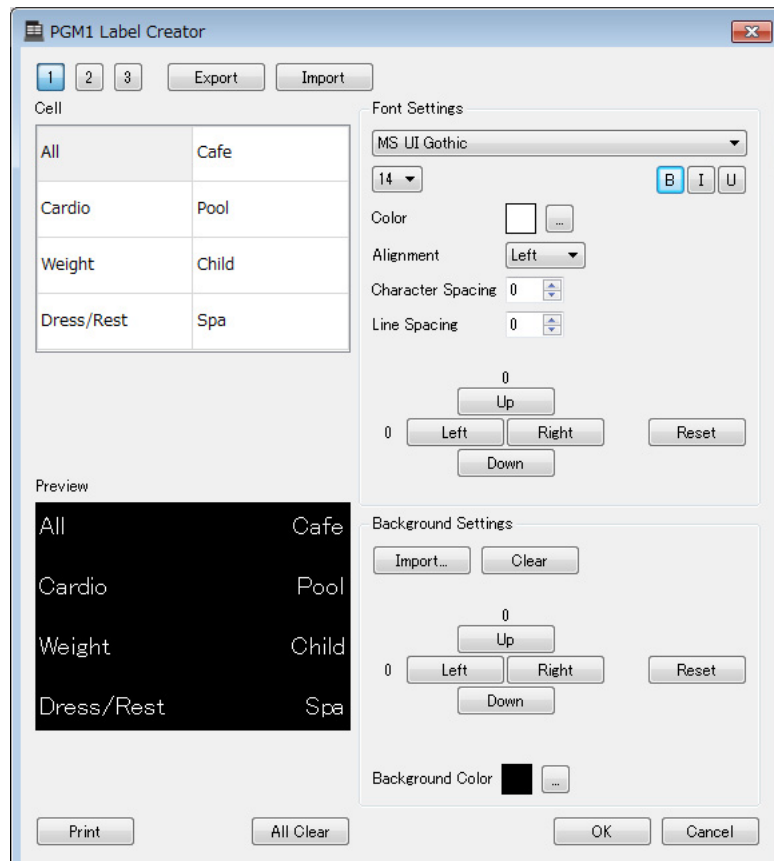 PGM1 Label Creator
1 2 3 Export Import
Cell
All Cafe
Cardio Pool
Weight Child
Dress/Rest Spa
Font Settings
MS UI Gothic
14 B I U
Color ...
Alignment Left
Character Spacing 0
Line Spacing 0
0
Up
0 Left Right Reset
Down
Preview
All Cafe
Cardio Pool
Weight Child
Dress/Rest Spa
Background Settings
Import... Clear
0
Up
0 Left Right Reset
Down
Background Color ...
Print All Clear OK Cancel